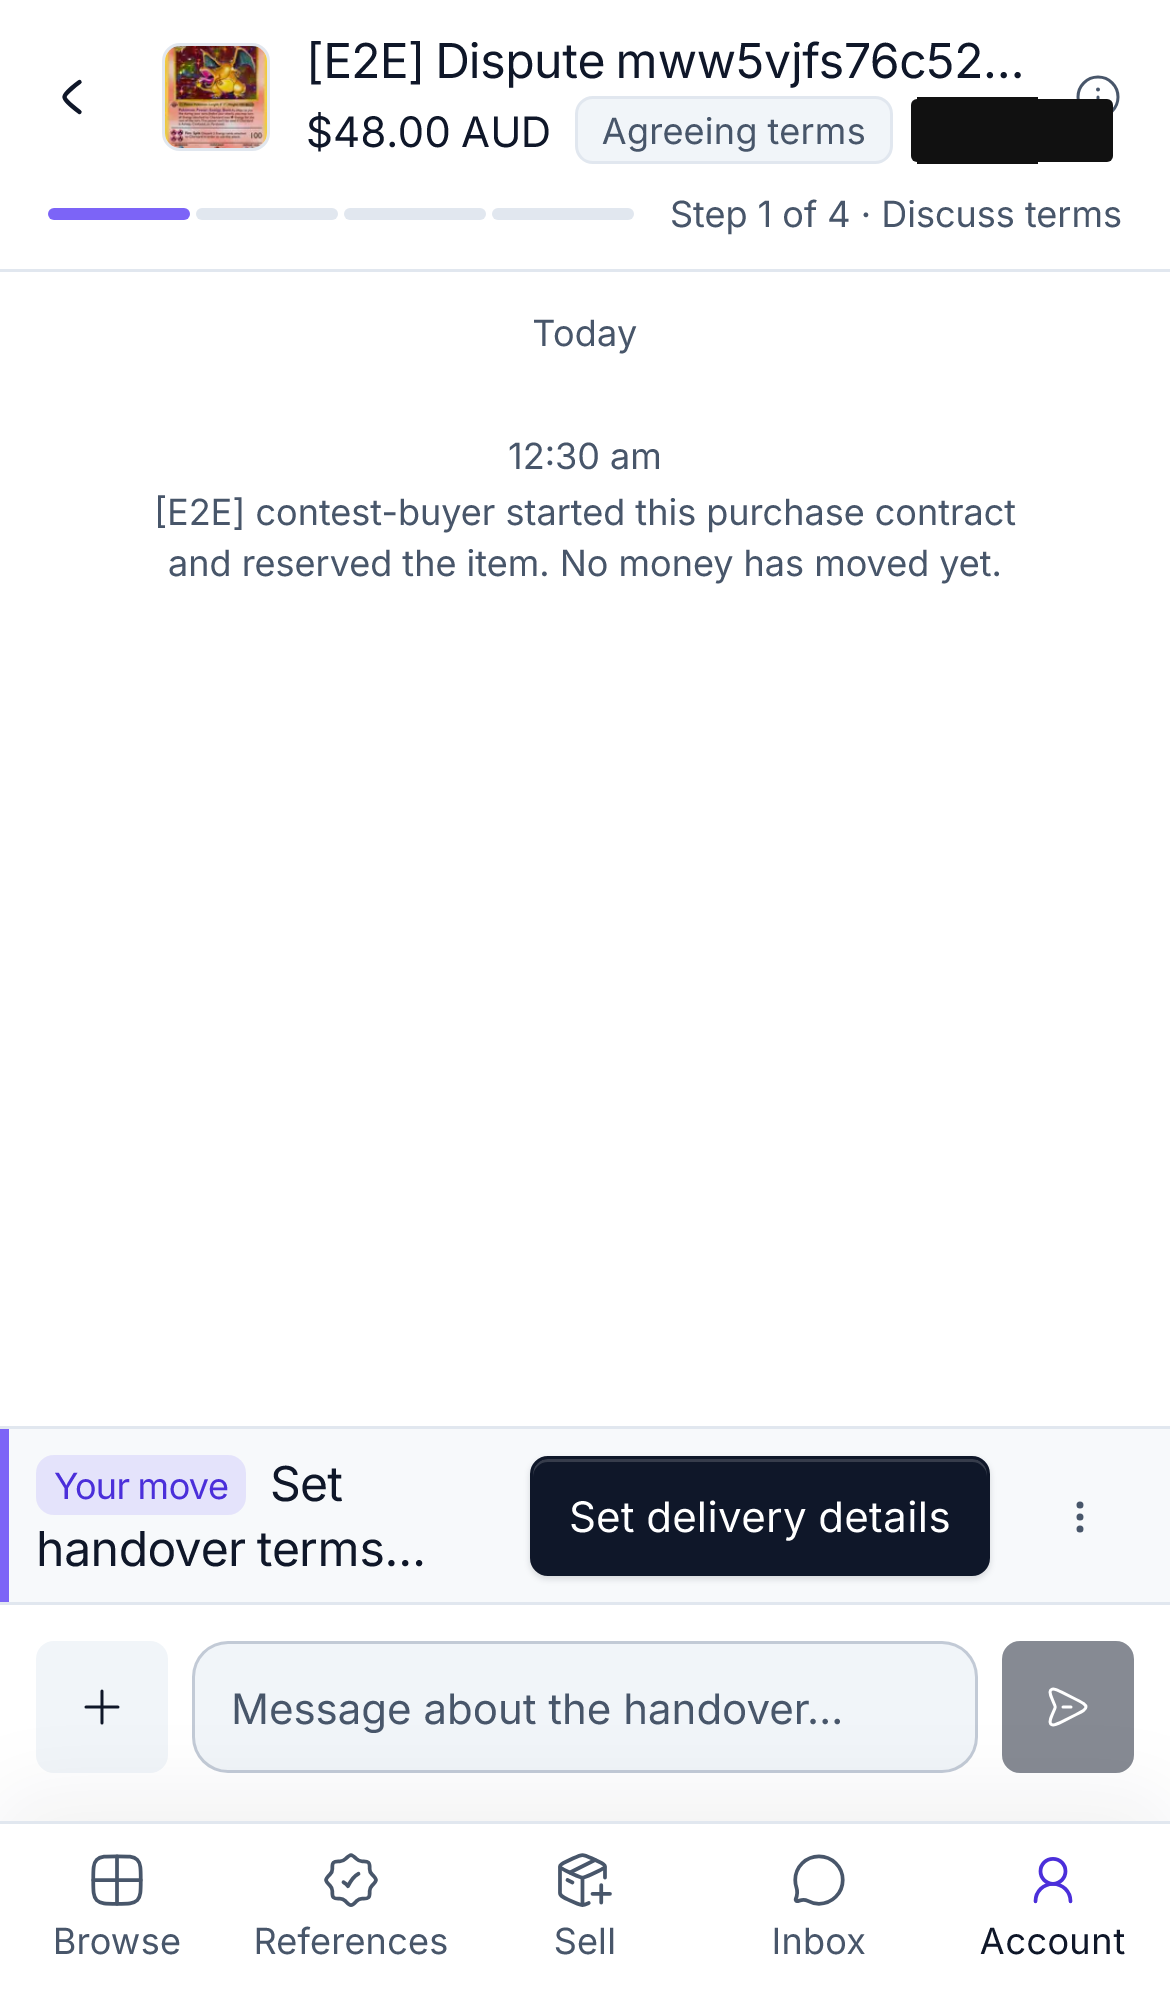 [E2E] Dispute mww5vjfs76c52...
$48.00 AUD
Agreeing terms
Step 1 of 4 · Discuss terms
Today
12:30 am
[E2E] contest-buyer started this purchase contract
and reserved the item. No money has moved yet.
Your move Set
handover terms...
Set delivery details
Message about the handover...
Browse
References
Sell
Inbox
Account